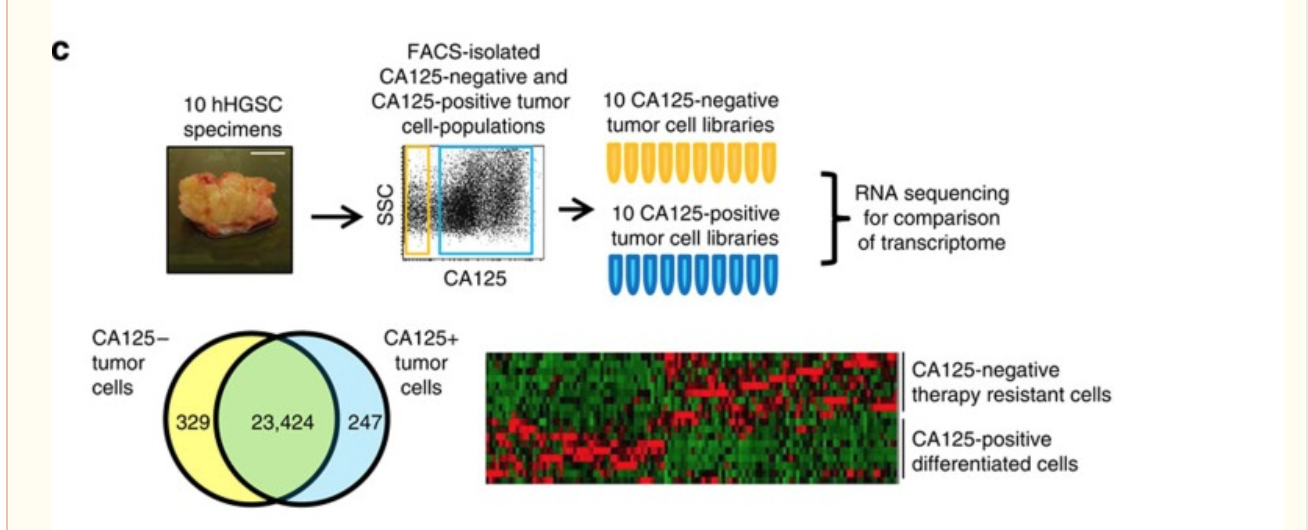 c
10 hHGSC
specimens
FACS-isolated
CA125-negative and
CA125-positive tumor
cell-populations
SSC
CA125
10 CA125-negative
tumor cell libraries
10 CA125-positive
tumor cell libraries
RNA sequencing
for comparison
of transcriptome
CA125–
tumor
cells
CA125+
tumor
cells
329
23,424
247
CA125-negative
therapy resistant cells
CA125-positive
differentiated cells